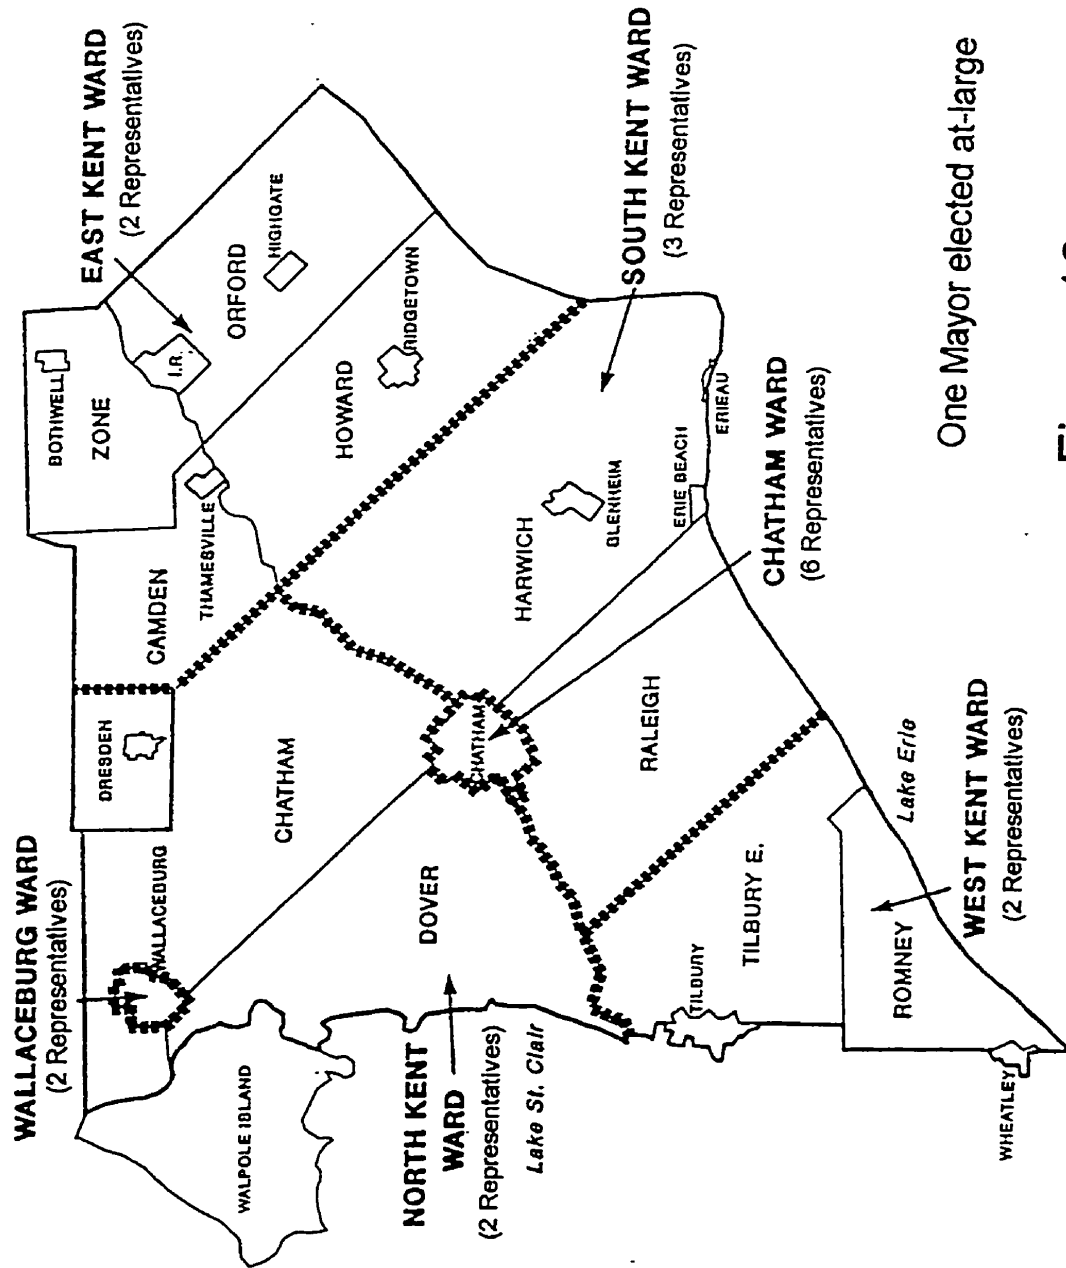 WALLACEBURG WARD
(2 Representatives)
EAST KENT WARD
(2 Representatives)
BOTHWELL
ZONE
I.R.
ORFORD
HIGHGATE
DRESDEN
CAMDEN
THAMESVILLE
HOWARD
RIDGETOWN
WALLACEBURG
CHATHAM
WALPOLE ISLAND
DOVER
CHATHAM
HARWICH
BLENHEIM
SOUTH KENT WARD
(3 Representatives)
NORTH KENT
WARD
(2 Representatives)
Lake St. Clair
RALEIGH
ERIE BEACH
ERIEAU
TILBURY
TILBURY E.
CHATHAM WARD
(6 Representatives)
ROMNEY
Lake Erie
WHEATLEY
WEST KENT WARD
(2 Representatives)
One Mayor elected at-large